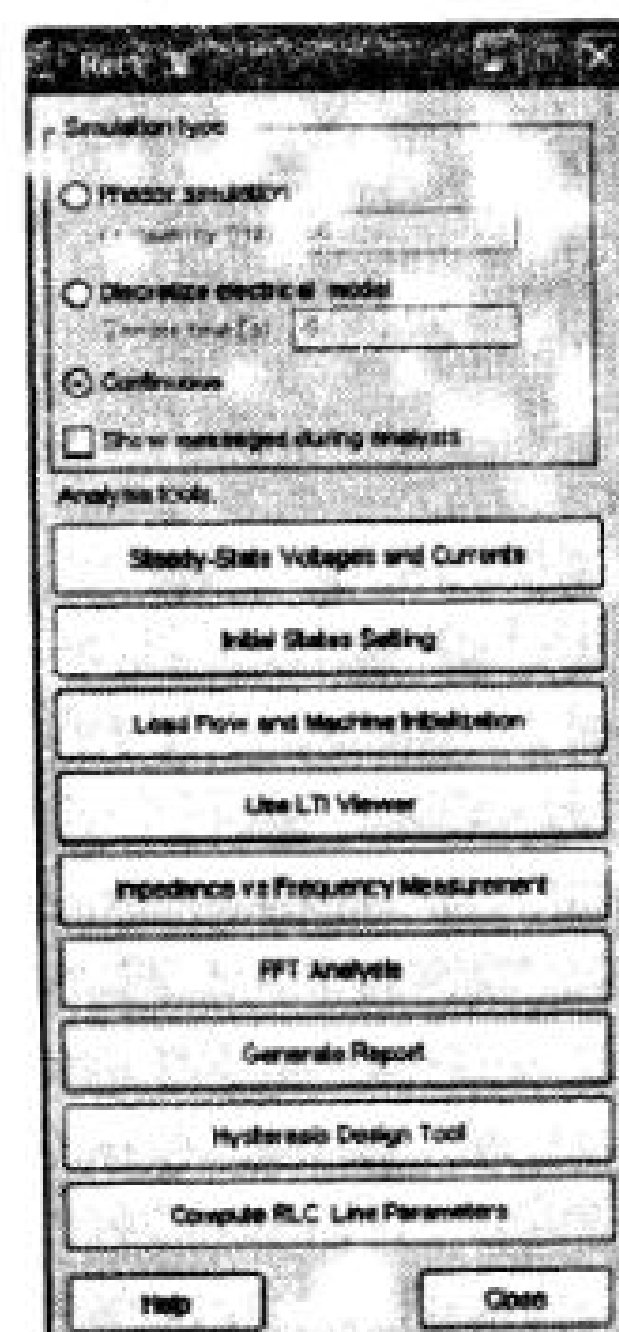 Simulation type
Phasor simulation
Discretize electrical model
Continuous
Show messages during analysis
Analysis tools.
Steady-State Voltages and Currents
Initial States Setting
Load Flow and Machine Initialization
Use LTI Viewer
Impedance vs Frequency Measurement
FFT Analysis
Generate Report
Hysteresis Design Tool
Compute RLC Line Parameters
Help
Close